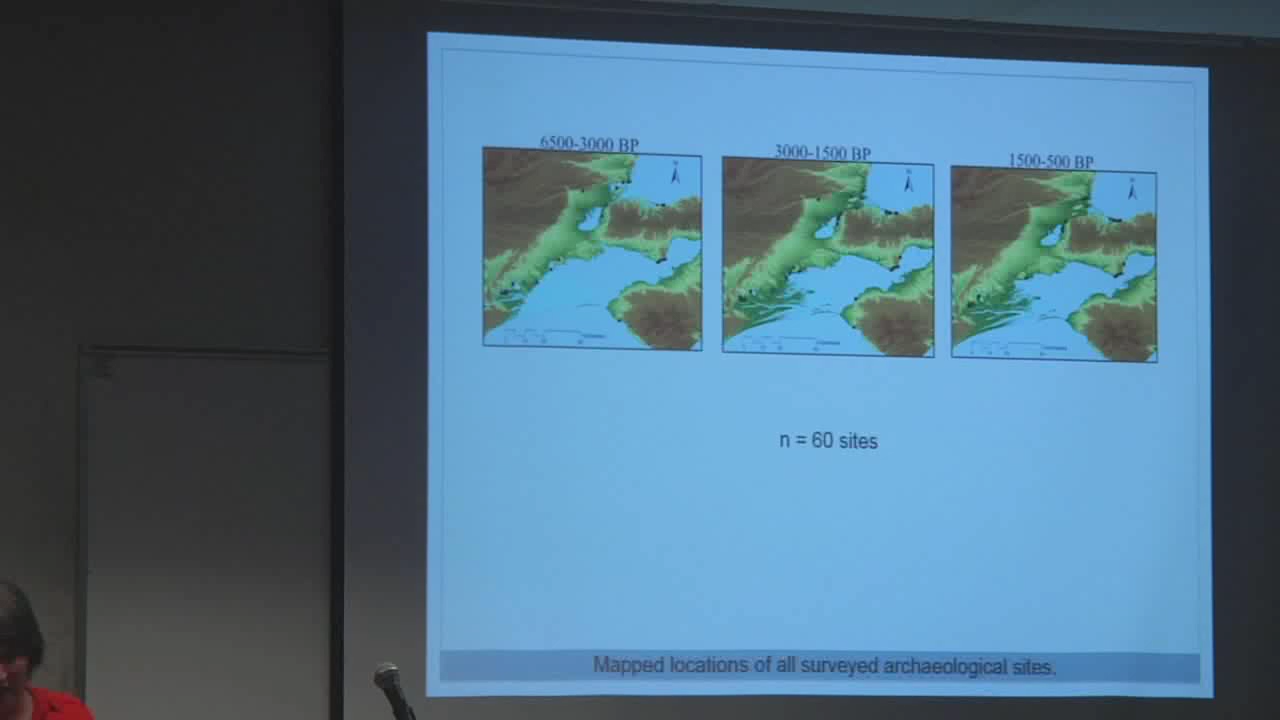 6500-3000 BP
3000-1500 BP
1500-500 BP
N
N
N
n = 60 sites
Mapped locations of all surveyed archaeological sites.